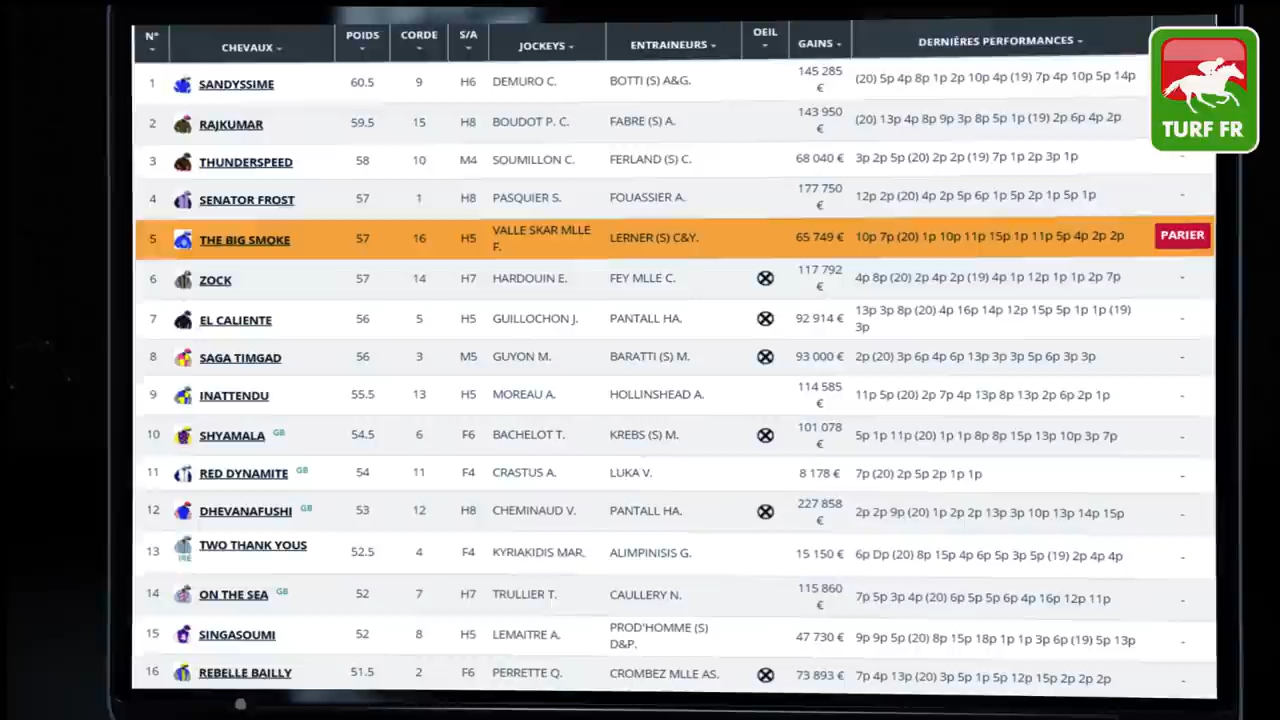 N° CHEVAUX POIDS CORDE S/A JOCKEYS ENTRAINEURS OEIL GAINS DERNIÈRES PERFORMANCES
1 SANDYSSIME 60.5 9 H6 DEMURO C. BOTTI (S) A&G. 145 285 € (20) 5p 4p 8p 1p 2p 10p 4p (19) 7p 4p 10p 5p 14p
2 RAJKUMAR 59.5 15 H8 BOUDOT P. C. FABRE (S) A. 143 950 € (20) 13p 4p 8p 9p 3p 8p 5p 1p (19) 2p 6p 4p 2p
3 THUNDERSPEED 58 10 M4 SOUMILLON C. FERLAND (S) C. 68 040 € 3p 2p 5p (20) 2p 2p (19) 7p 1p 2p 3p 1p -
4 SENATOR FROST 57 1 H8 PASQUIER S. FOUASSIER A. 177 750 € 12p 2p (20) 4p 2p 5p 6p 1p 5p 2p 1p 5p 1p -
5 THE BIG SMOKE 57 16 H5 VALLE SKAR MLLE F. LERNER (S) C&Y. 65 749 € 10p 7p (20) 1p 10p 11p 15p 1p 11p 5p 4p 2p 2p PARIER
6 ZOCK 57 14 H7 HARDOUIN E. FEY MLLE C. 117 792 € 4p 8p (20) 2p 4p 2p (19) 4p 1p 12p 1p 1p 2p 7p -
7 EL CALIENTE 56 5 H5 GUILLOCHON J. PANTALL HA. 92 914 € 13p 3p 8p (20) 4p 16p 14p 12p 15p 5p 1p 1p (19) 3p -
8 SAGA TIMGAD 56 3 M5 GUYON M. BARATTI (S) M. 93 000 € 2p (20) 3p 6p 4p 6p 13p 3p 3p 5p 6p 3p 3p -
9 INATTENDU 55.5 13 H5 MOREAU A. HOLLINSHEAD A. 114 585 € 11p 5p (20) 2p 7p 4p 13p 8p 13p 2p 6p 2p 1p -
10 SHYAMALA GB 54.5 6 F6 BACHELOT T. KREBS (S) M. 101 078 € 5p 1p 11p (20) 1p 1p 8p 8p 15p 13p 10p 3p 7p -
11 RED DYNAMITE GB 54 11 F4 CRASTUS A. LUKA V. 8 178 € 7p (20) 2p 5p 2p 1p 1p -
12 DHEVANAFUSHI GB 53 12 H8 CHEMINAUD V. PANTALL HA. 227 858 € 2p 2p 9p (20) 1p 2p 2p 13p 3p 10p 13p 14p 15p -
13 TWO THANK YOUS IRE 52.5 4 F4 KYRIAKIDIS MAR. ALIMPINISIS G. 15 150 € 6p Dp (20) 8p 15p 4p 6p 5p 3p 5p (19) 2p 4p 4p -
14 ON THE SEA GB 52 7 H7 TRULLIER T. CAULLERY N. 115 860 € 7p 5p 3p 4p (20) 6p 5p 5p 6p 4p 16p 12p 11p -
15 SINGASOUMI 52 8 H5 LEMAITRE A. PROD'HOMME (S) D&P. 47 730 € 9p 9p 5p (20) 8p 15p 18p 1p 1p 3p 6p (19) 5p 13p -
16 REBELLE BAILLY 51.5 2 F6 PERRETTE Q. CROMBEZ MLLE AS. 73 893 € 7p 4p 13p (20) 3p 5p 1p 5p 12p 15p 2p 2p 2p -
TURF FR